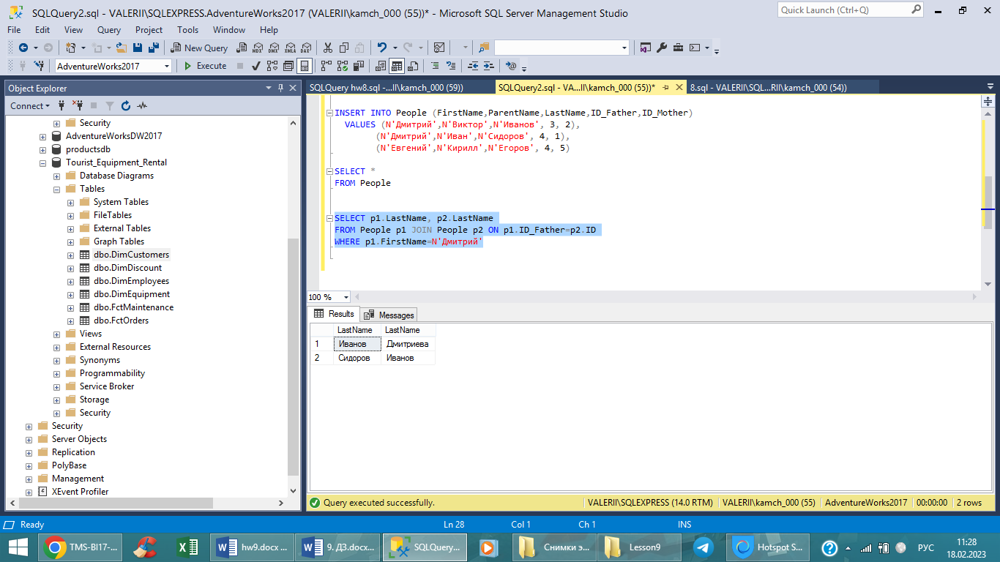 SQLQuery2.sql - VALERII\SQLEXPRESS.AdventureWorks2017 (VALERII\kamch_000 (55))* - Microsoft SQL Server Management Studio
Quick Launch (Ctrl+Q)
File Edit View Query Project Tools Window Help
New Query
MDX DMX XMLA DAX
AdventureWorks2017
Execute
Object Explorer
SQLQuery hw8.sql -...II\kamch_000 (59))
SQLQuery2.sql - VA...II\kamch_000 (55))*
8.sql - VALERII\SQL...RII\kamch_000 (54))
Connect
Security
AdventureWorksDW2017
productsdb
Tourist_Equipment_Rental
Database Diagrams
Tables
System Tables
FileTables
External Tables
Graph Tables
dbo.DimCustomers
dbo.DimDiscount
dbo.DimEmployees
dbo.DimEquipment
dbo.FctMaintenance
dbo.FctOrders
Views
External Resources
Synonyms
Programmability
Service Broker
Storage
Security
Security
Server Objects
Replication
PolyBase
Management
XEvent Profiler
INSERT INTO People (FirstName,ParentName,LastName,ID_Father,ID_Mother)
VALUES (N'Дмитрий',N'Виктор',N'Иванов', 3, 2),
(N'Дмитрий',N'Иван',N'Сидоров', 4, 1),
(N'Евгений',N'Кирилл',N'Егоров', 4, 5)
SELECT *
FROM People
SELECT p1.LastName, p2.LastName
FROM People p1 JOIN People p2 ON p1.ID_Father=p2.ID
WHERE p1.FirstName=N'Дмитрий'
100 %
Results Messages
LastName LastName
1 Иванов Дмитриева
2 Сидоров Иванов
Query executed successfully. VALERII\SQLEXPRESS (14.0 RTM) VALERII\kamch_000 (55) AdventureWorks2017 00:00:00 2 rows
Ready Ln 28 Col 1 Ch 1 INS
TMS-BI17-... hw9.docx ... 9. ДЗ.docx... SQLQuery... Снимки э... Lesson9 Hotspot S... РУС 11:28
18.02.2023